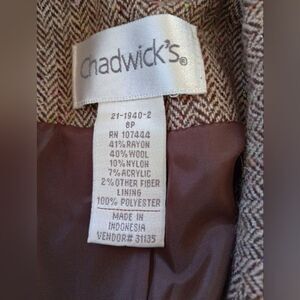 Chadwick's®
21-1940-2
8P
RN 107444
41% RAYON
40% WOOL
10% NYLON
7% ACRYLIC
2% OTHER FIBER
LINING
100% POLYESTER
MADE IN
INDONESIA
VENDOR# 31135